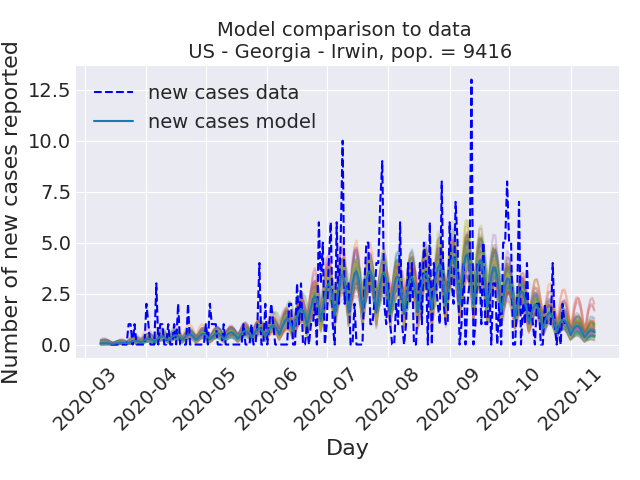 Model comparison to data
US - Georgia - Irwin, pop. = 9416
Number of new cases reported
12.5
10.0
7.5
5.0
2.5
0.0
new cases data
new cases model
2020-03
2020-04
2020-05
2020-06
2020-07
2020-08
2020-09
2020-10
2020-11
Day